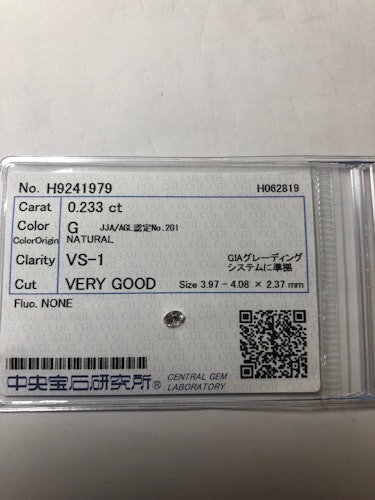 No. H9241979 H062819
Carat 0.233 ct
Color G JJA/AGL認定No.201
ColorOrigin NATURAL
Clarity VS-1 GIAグレーディング
システムに準拠
Cut VERY GOOD Size 3.97 - 4.08 × 2.37 mm
Fluo. NONE
中央宝石研究所® CENTRAL GEM
LABORATORY